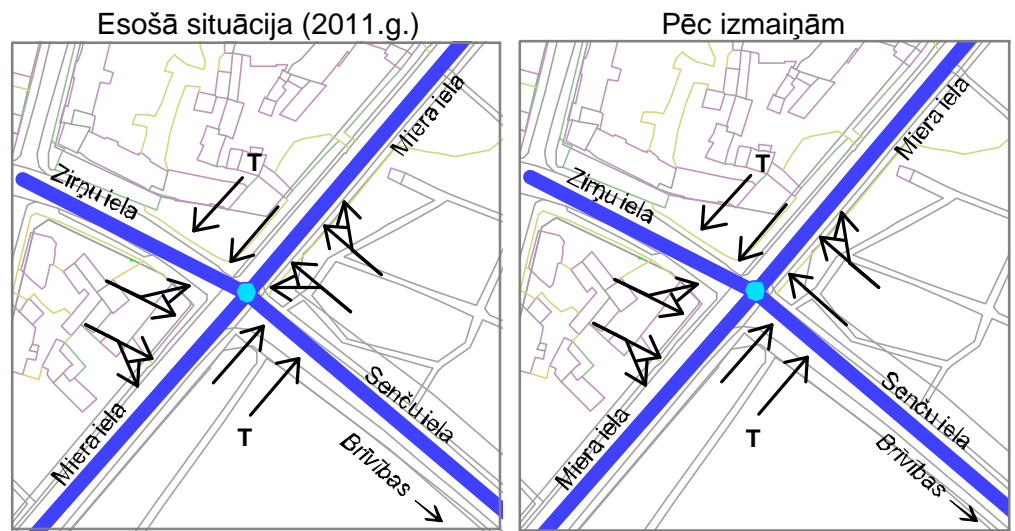 Esošā situācija (2011.g.)
Pēc izmaiņām
Miera iela
T
Zirņu iela
Senču iela
Miera iela
T
Brīvības
Miera iela
T
Zirņu iela
Senču iela
Miera iela
T
Brīvības